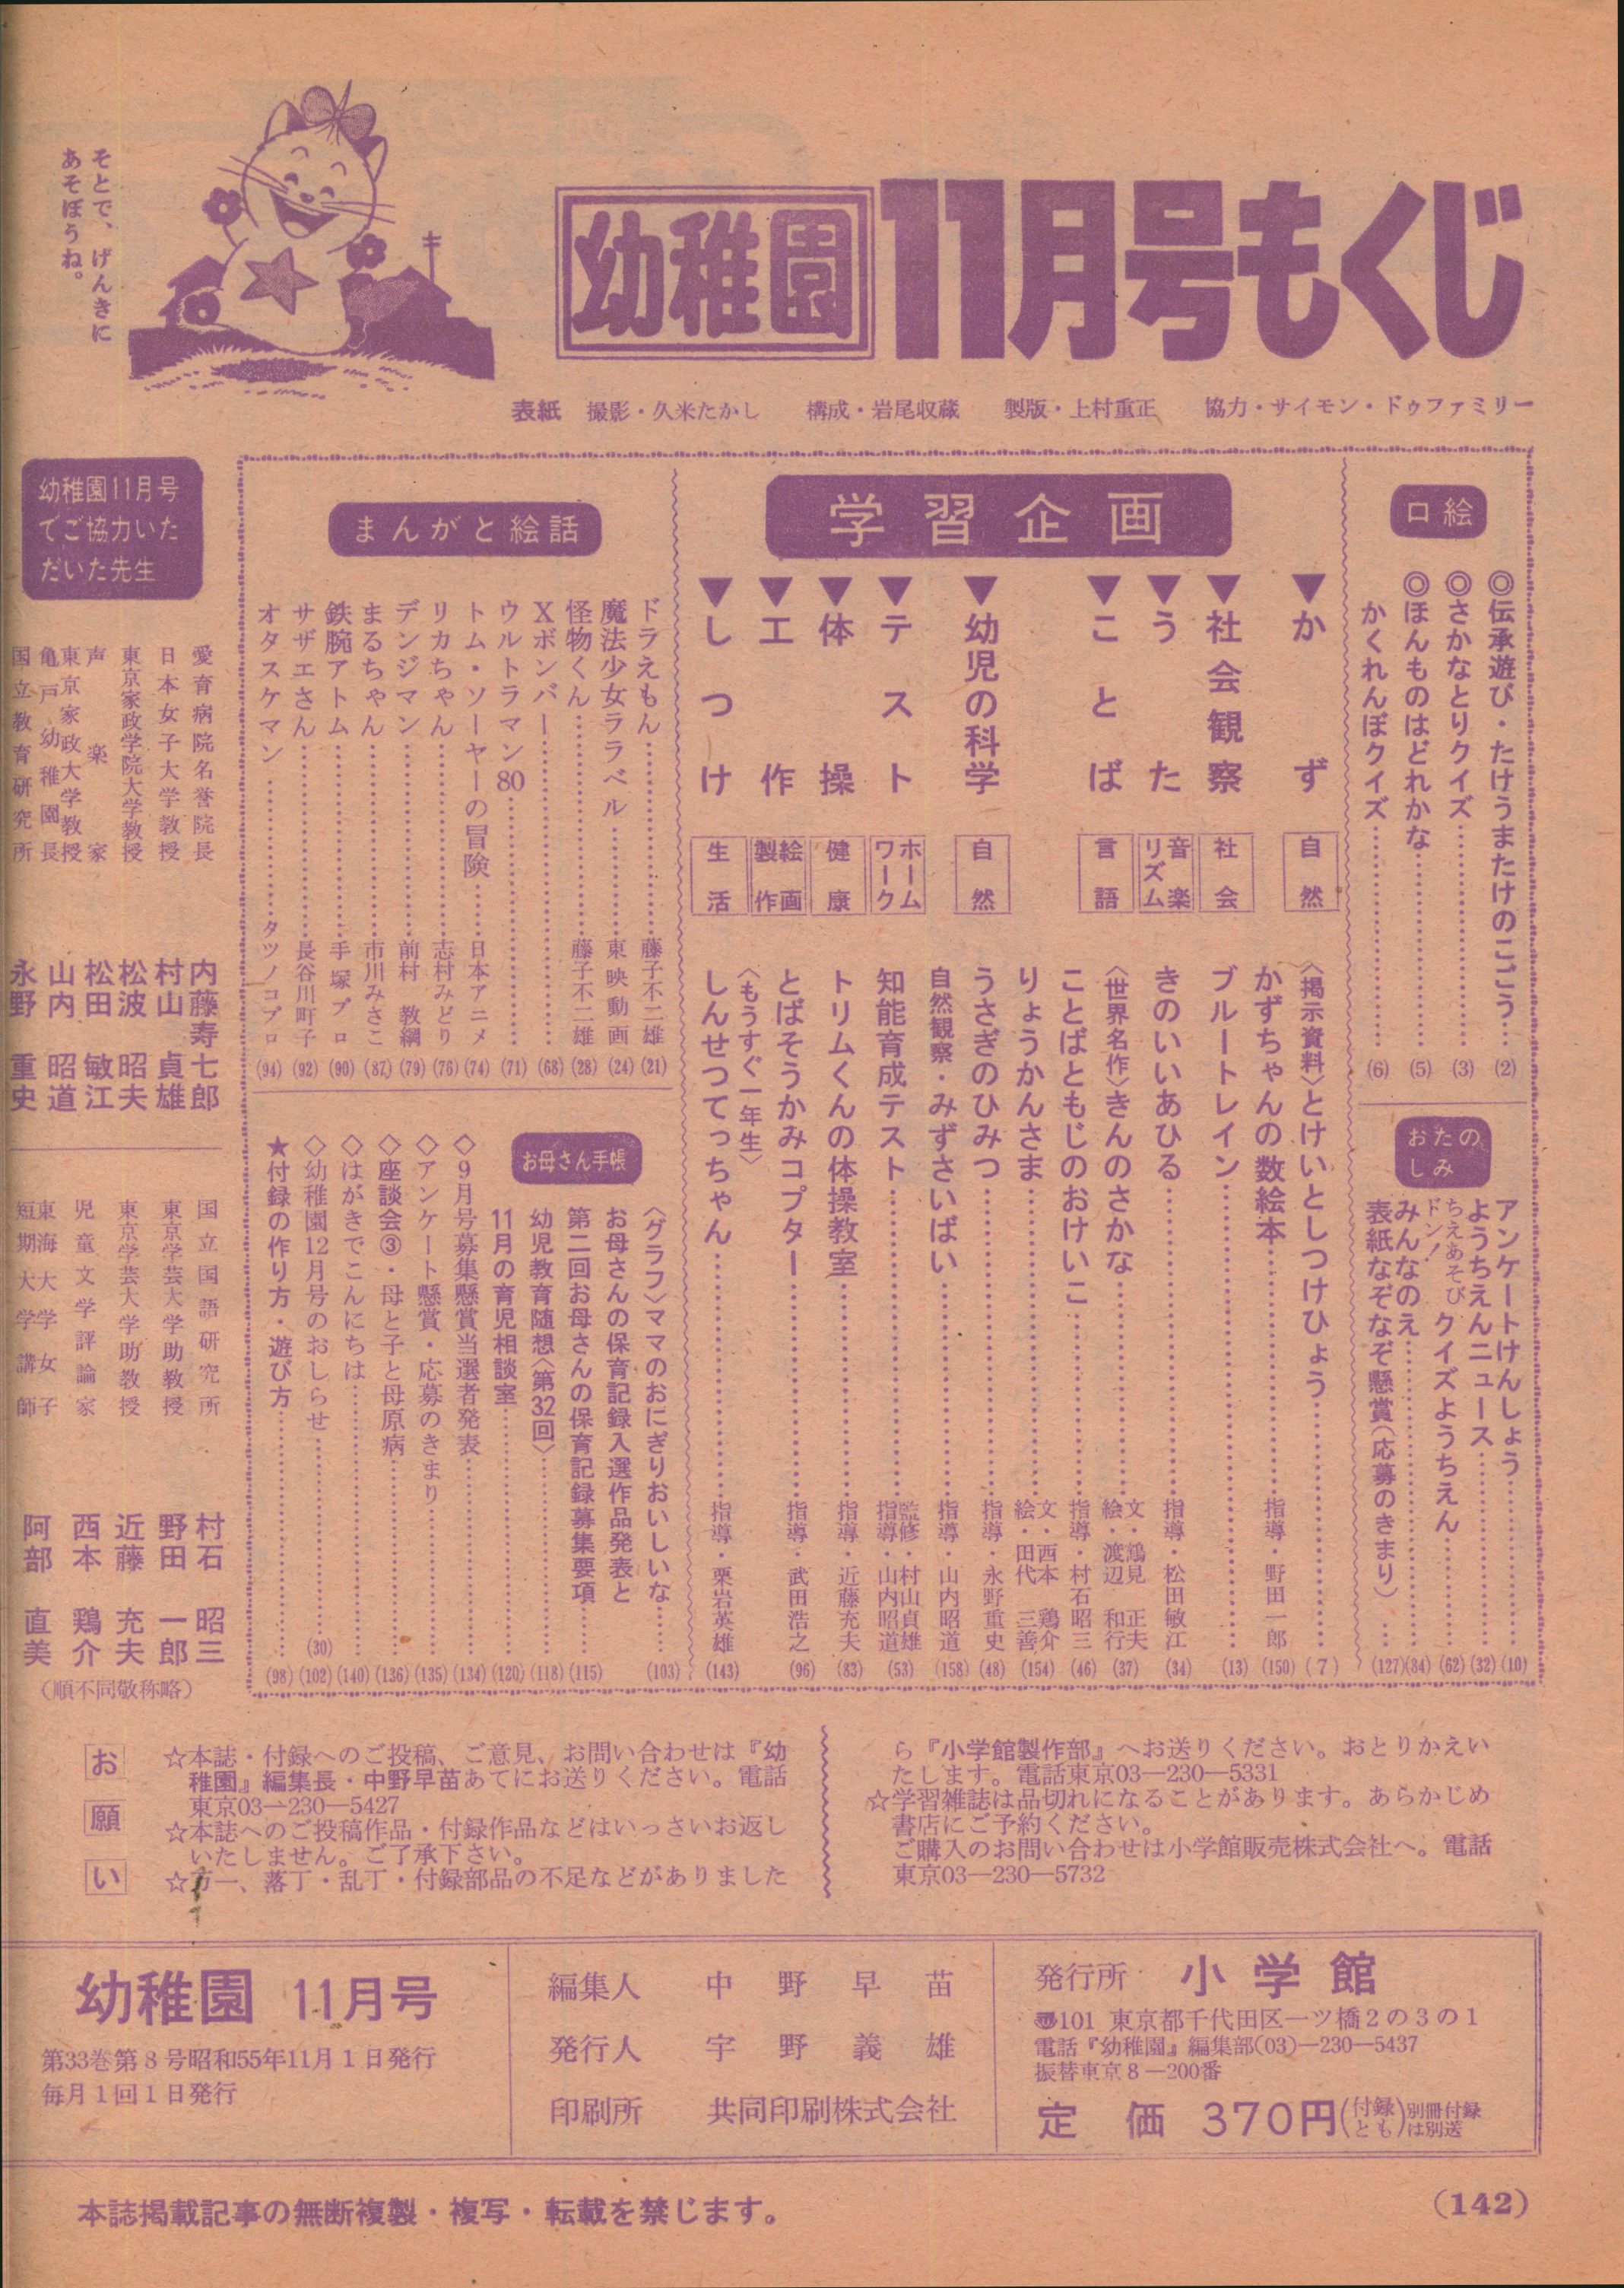 幼稚園11月号もくじ
そとで、げんきに
あそぼうね。
表紙　撮影・久米たかし　構成・岩尾収蔵　製版・上村重正　協力・サイモン・ドゥファミリー
口絵
◎伝承遊び・たけうまたけのこごう…(2)
◎さかなとりクイズ……(3)
◎ほんものはどれかな……(5)
かくれんぼクイズ……(6)
おたのしみ
アンケートけんしょう……(10)
ようちえんニュース……(32)
ちえあそびドン！クイズようちえん……(62)
みんなのえ……(84)
表紙なぞなぞ懸賞（応募のきまり）…(127)
学習企画
▼かず　自然
〈掲示資料〉とけいとしつけひょう……(7)
かずちゃんの数絵本……指導・野田一郎(150)
▼社会観察　社会
ブルートレイン……(13)
▼うた　音楽リズム
きのいいあひる……指導・松田敏江(34)
▼ことば　言語
〈世界名作〉きんのさかな……文・鶴見正夫　絵・渡辺和行(37)
ことばともじのおけいこ……指導・村石昭三(46)
りょうかんさま……文・西本鶏介　絵・田代三善(154)
▼幼児の科学　自然
うさぎのひみつ……指導・永野重史(48)
自然観察・みずさいばい……指導・山内昭道(158)
▼テスト　ホームワーク
知能育成テスト……監修・村山貞雄　指導・山内昭道(53)
▼体操　健康
トリムくんの体操教室……指導・近藤充夫(83)
▼工作　絵画製作
とばそうかみコプター……指導・武田浩之(96)
▼しつけ　生活
〈もうすぐ一年生〉
しんせつてっちゃん……指導・栗岩英雄(143)
まんがと絵話
ドラえもん……藤子不二雄(21)
魔法少女ララベル……東映動画(24)
怪物くん……藤子不二雄(28)
Xボンバー……(68)
ウルトラマン80……(71)
トム・ソーヤーの冒険……日本アニメ(74)
リカちゃん……志村みどり(76)
デンジマン……前村教綱(79)
まるちゃん……市川みさこ(87)
鉄腕アトム……手塚プロ(90)
サザエさん……長谷川町子(92)
オタスケマン……タツノコプロ(94)
お母さん手帳
〈グラフ〉ママのおにぎりおいしいな……(103)
お母さんの保育記録入選作品発表と
第二回お母さんの保育記録募集要項……(115)
幼児教育随想〈第32回〉……(118)
11月の育児相談室……(120)
◇9月号募集懸賞当選者発表……(134)
◇アンケート懸賞・応募のきまり……(135)
◇座談会③・母と子と母原病……(136)
◇はがきでこんにちは……(140)
◇幼稚園12月号のおしらせ……(30)(102)
★付録の作り方・遊び方……(98)
幼稚園11月号
でご協力いた
だいた先生
愛育病院名誉院長　内藤寿七郎
日本女子大学教授　村山貞雄
東京家政学院大学教授　松波昭夫
声楽家　松田敏江
東京家政大学教授
亀戸幼稚園長　山内昭道
国立教育研究所　永野重史
国立国語研究所　村石昭三
東京学芸大学助教授　野田一郎
東京学芸大学助教授　近藤充夫
児童文学評論家　西本鶏介
東海大学女子
短期大学講師　阿部直美
（順不同敬称略）
お願い
☆本誌・付録へのご投稿、ご意見、お問い合わせは『幼
稚園』編集長・中野早苗あてにお送りください。電話
東京03―230―5427
☆本誌へのご投稿作品・付録作品などはいっさいお返し
いたしません。ご了承下さい。
☆万一、落丁・乱丁・付録部品の不足などがありました
ら『小学館製作部』へお送りください。おとりかえい
たします。電話東京03―230―5331
☆学習雑誌は品切れになることがあります。あらかじめ
書店にご予約ください。
ご購入のお問い合わせは小学館販売株式会社へ。電話
東京03―230―5732
幼稚園 11月号
第33巻第8号昭和55年11月1日発行
毎月1回1日発行
編集人　中野早苗
発行人　宇野義雄
印刷所　共同印刷株式会社
発行所　小学館
〒101 東京都千代田区一ツ橋2の3の1
電話『幼稚園』編集部(03)―230―5437
振替東京8―200番
定価 370円(付録とも)別冊付録は別送
本誌掲載記事の無断複製・複写・転載を禁じます。
(142)